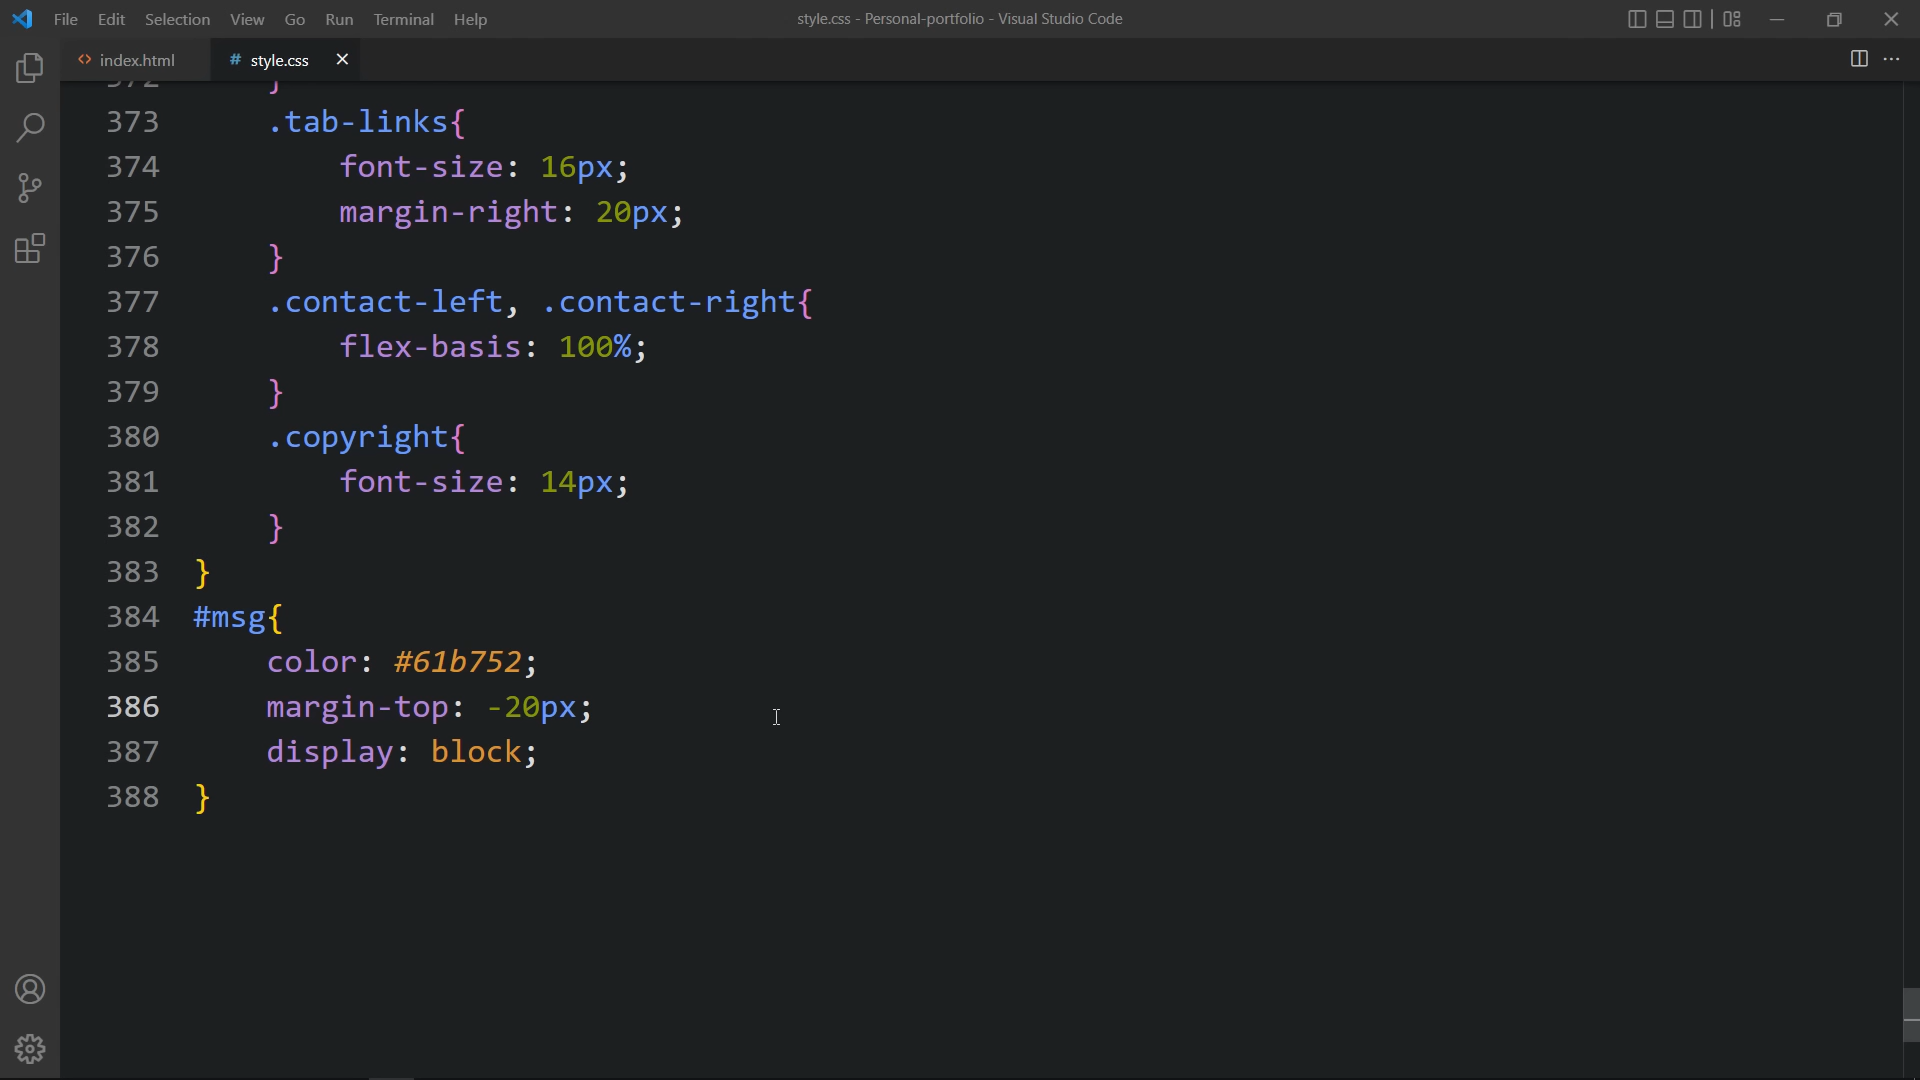 File Edit Selection View Go Run Terminal Help style.css - Personal-portfolio - Visual Studio Code
<> index.html # style.css
372 }
373 .tab-links{
374 font-size: 16px;
375 margin-right: 20px;
376 }
377 .contact-left, .contact-right{
378 flex-basis: 100%;
379 }
380 .copyright{
381 font-size: 14px;
382 }
383 }
384 #msg{
385 color: #61b752;
386 margin-top: -20px;
387 display: block;
388 }